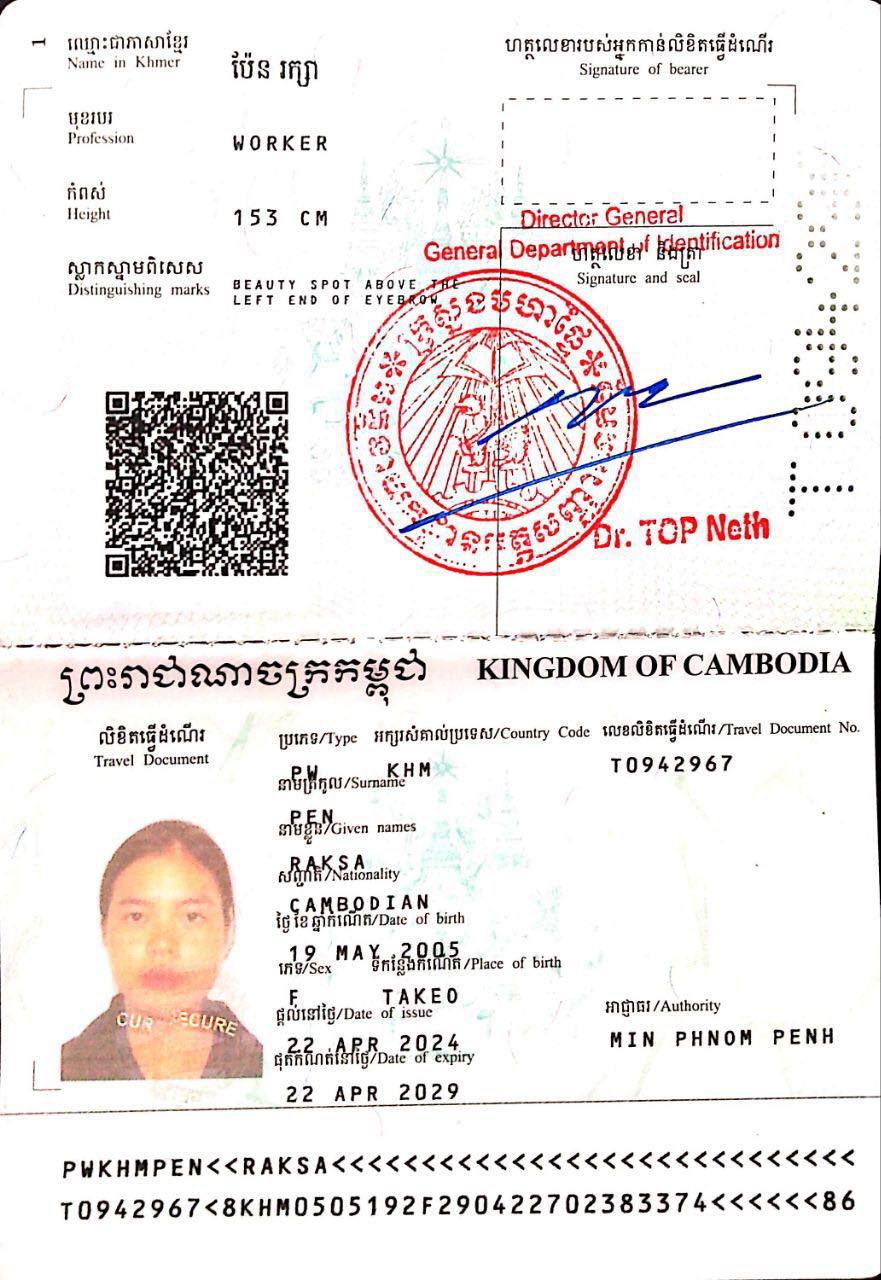 1
ឈ្មោះជាភាសាខ្មែរ
Name in Khmer
ប៉ែន រក្សា
ហត្ថលេខារបស់អ្នកកាន់លិខិតធ្វើដំណើរ
Signature of bearer
មុខរបរ
Profession
WORKER
កំពស់
Height
153 CM
Director General
General Department of Identification
ហត្ថលេខា និងត្រា
Signature and seal
ស្លាកស្នាមពិសេស
Distinguishing marks
BEAUTY SPOT ABOVE THE
LEFT END OF EYEBROW
ក្រសួងមហាផ្ទៃ
Dr. TOP Neth
ព្រះរាជាណាចក្រកម្ពុជា KINGDOM OF CAMBODIA
លិខិតធ្វើដំណើរ
Travel Document
ប្រភេទ/Type អក្សរសំគាល់ប្រទេស/Country Code លេខលិខិតធ្វើដំណើរ/Travel Document No.
PW KHM T0942967
នាមត្រកូល/Surname
PEN
នាមខ្លួន/Given names
RAKSA
សញ្ជាតិ/Nationality
CAMBODIAN
ថ្ងៃ ខែ ឆ្នាំកំណើត/Date of birth
19 MAY 2005
ភេទ/Sex ទីកន្លែងកំណើត/Place of birth
F TAKEO
ផ្តល់នៅថ្ងៃ/Date of issue
អាជ្ញាធរ/Authority
22 APR 2024
MIN PHNOM PENH
ផុតកំណត់នៅថ្ងៃ/Date of expiry
22 APR 2029
PWKHMPEN<<RAKSA<<<<<<<<<<<<<<<<<<<<<<<<<<<<<
T0942967<8KHM0505192F290422702383374<<<<<<86